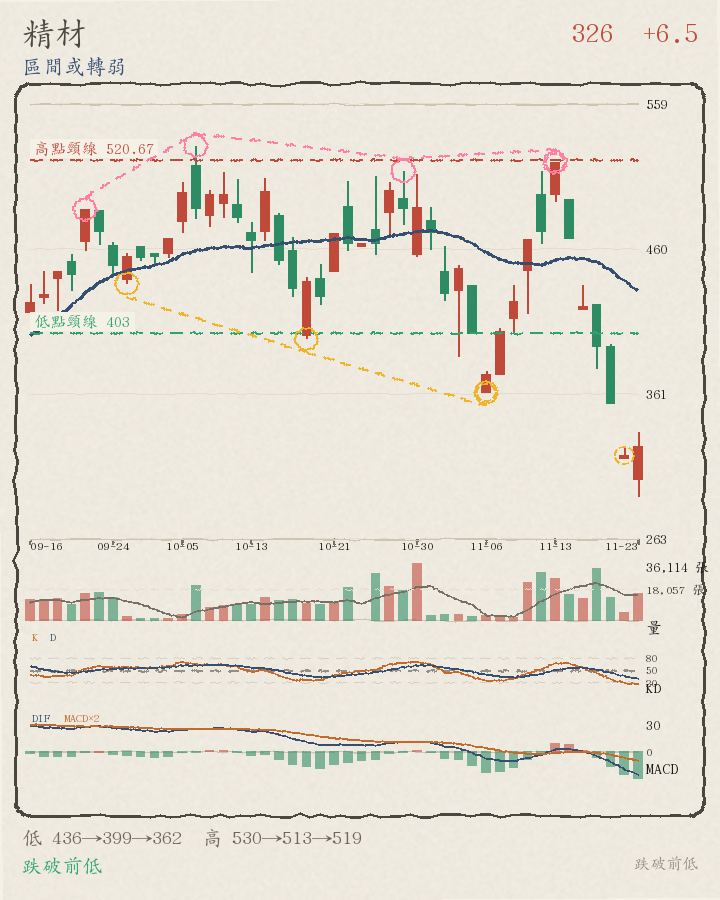 精材
326 +6.5
區間或轉弱
559
高點頸線 520.67
460
低點頸線 403
361
263
09-16 09-24 10-05 10-13 10-21 10-30 11-06 11-13 11-23
36,114 張
18,057 張
量
K D
80
50
20
KD
DIF MACD×2
30
0
MACD
低 436→399→362 高 530→513→519
跌破前低
跌破前低